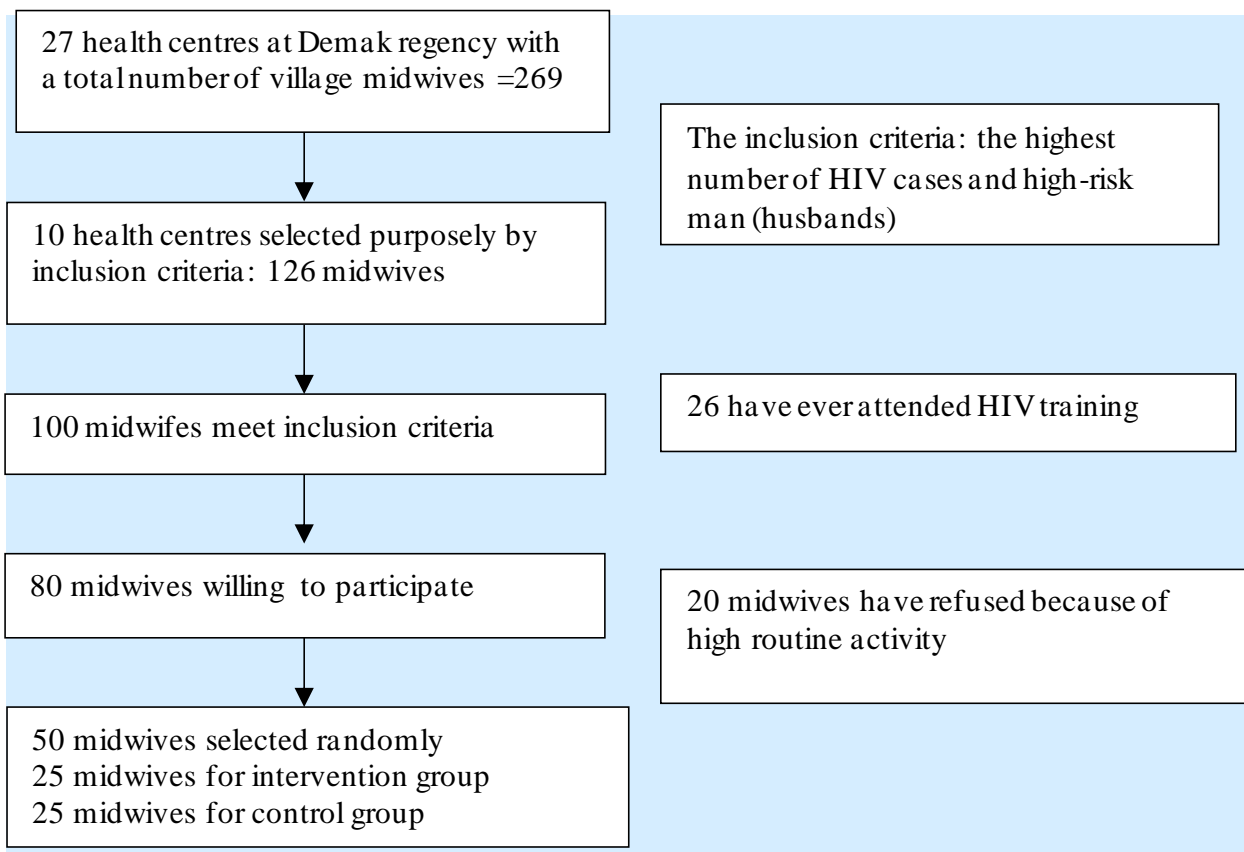 27 health centres at Demak regency with
a total number of village midwives =269
The inclusion criteria: the highest
number of HIV cases and high-risk
man (husbands)
10 health centres selected purposely by
inclusion criteria: 126 midwives
100 midwifes meet inclusion criteria
26 have ever attended HIV training
80 midwives willing to participate
20 midwives have refused because of
high routine activity
50 midwives selected randomly
25 midwives for intervention group
25 midwives for control group